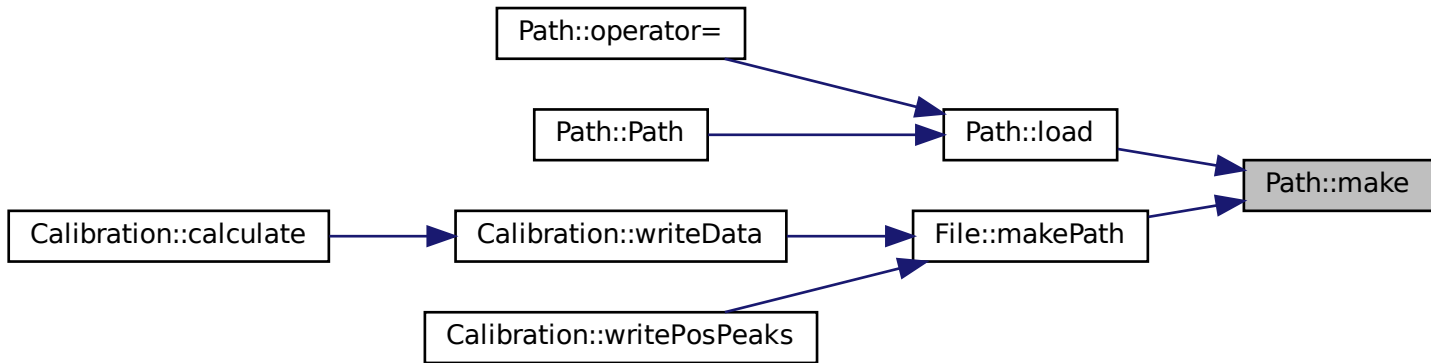 Path::operator=
Path::Path
Path::load
Path::make
Calibration::calculate
Calibration::writeData
File::makePath
Calibration::writePosPeaks